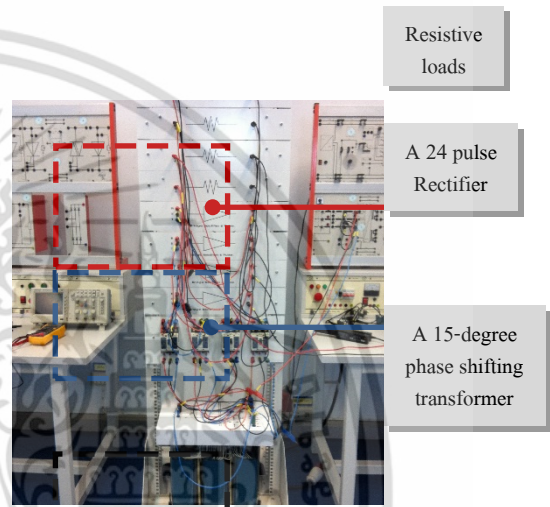 Resistive
loads
A 24 pulse
Rectifier
A 15-degree
phase shifting
transformer